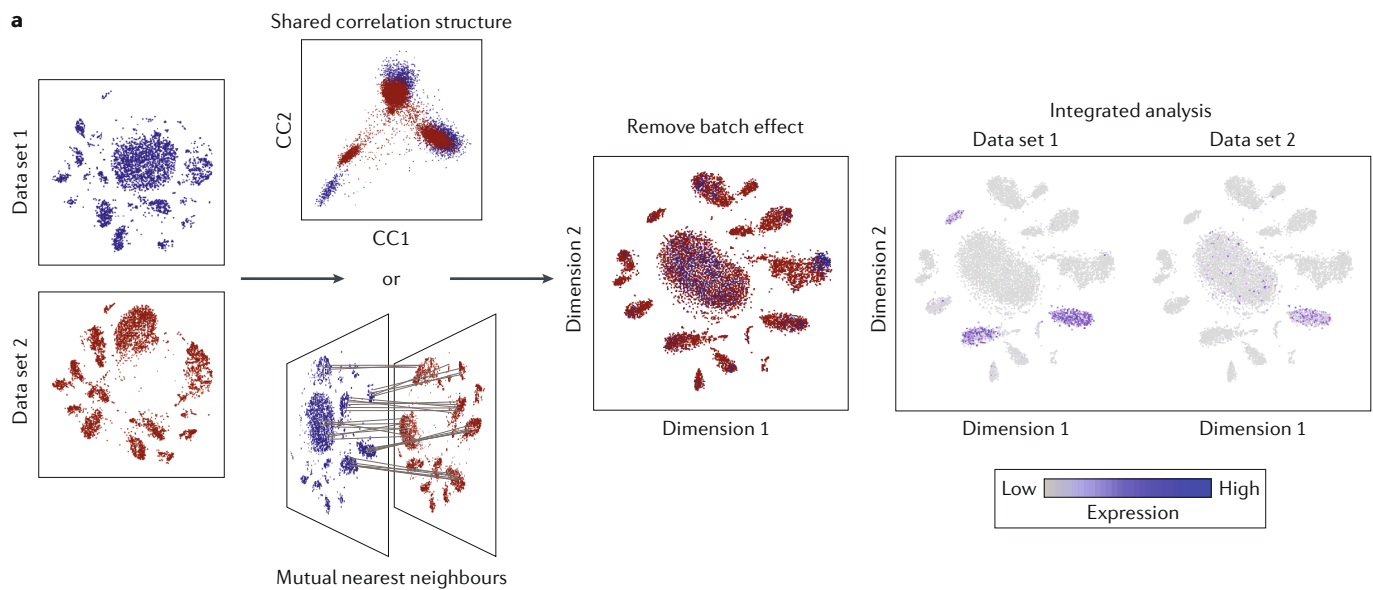 a
Shared correlation structure
Data set 1
CC2
CC1
or
Data set 2
Mutual nearest neighbours
Remove batch effect
Dimension 2
Dimension 1
Integrated analysis
Data set 1
Data set 2
Dimension 2
Dimension 1
Dimension 1
Low
High
Expression